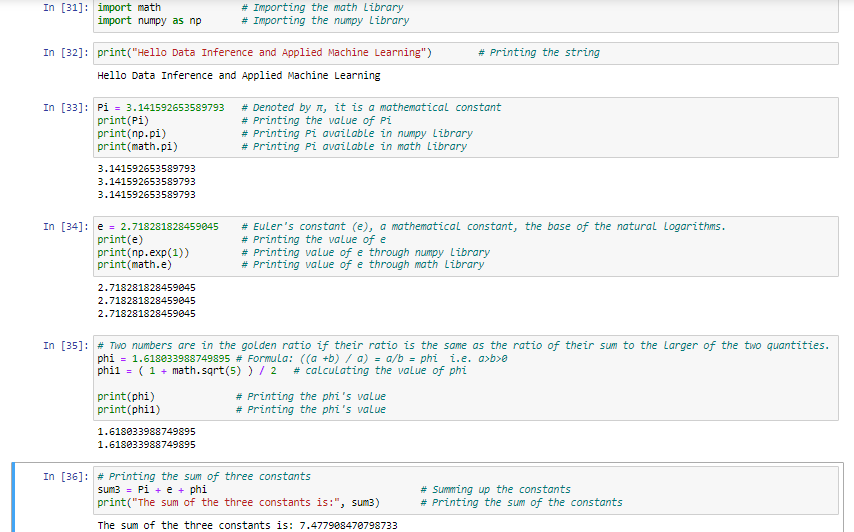 In [31]: import math # Importing the math library
import numpy as np # Importing the numpy library
In [32]: print("Hello Data Inference and Applied Machine Learning") # Printing the string
Hello Data Inference and Applied Machine Learning
In [33]: Pi = 3.141592653589793 # Denoted by π, it is a mathematical constant
print(Pi) # Printing the value of Pi
print(np.pi) # Printing Pi available in numpy library
print(math.pi) # Printing Pi available in math library
3.141592653589793
3.141592653589793
3.141592653589793
In [34]: e = 2.718281828459045 # Euler's constant (e), a mathematical constant, the base of the natural logarithms.
print(e) # Printing the value of e
print(np.exp(1)) # Printing value of e through numpy library
print(math.e) # Printing value of e through math library
2.718281828459045
2.718281828459045
2.718281828459045
In [35]: # Two numbers are in the golden ratio if their ratio is the same as the ratio of their sum to the larger of the two quantities.
phi = 1.618033988749895 # Formula: ((a +b) / a) = a/b = phi i.e. a>b>0
phi1 = ( 1 + math.sqrt(5) ) / 2 # calculating the value of phi
print(phi) # Printing the phi's value
print(phi1) # Printing the phi's value
1.618033988749895
1.618033988749895
In [36]: # Printing the sum of three constants
sum3 = Pi + e + phi # Summing up the constants
print("The sum of the three constants is:", sum3) # Printing the sum of the constants
The sum of the three constants is: 7.477908470798733